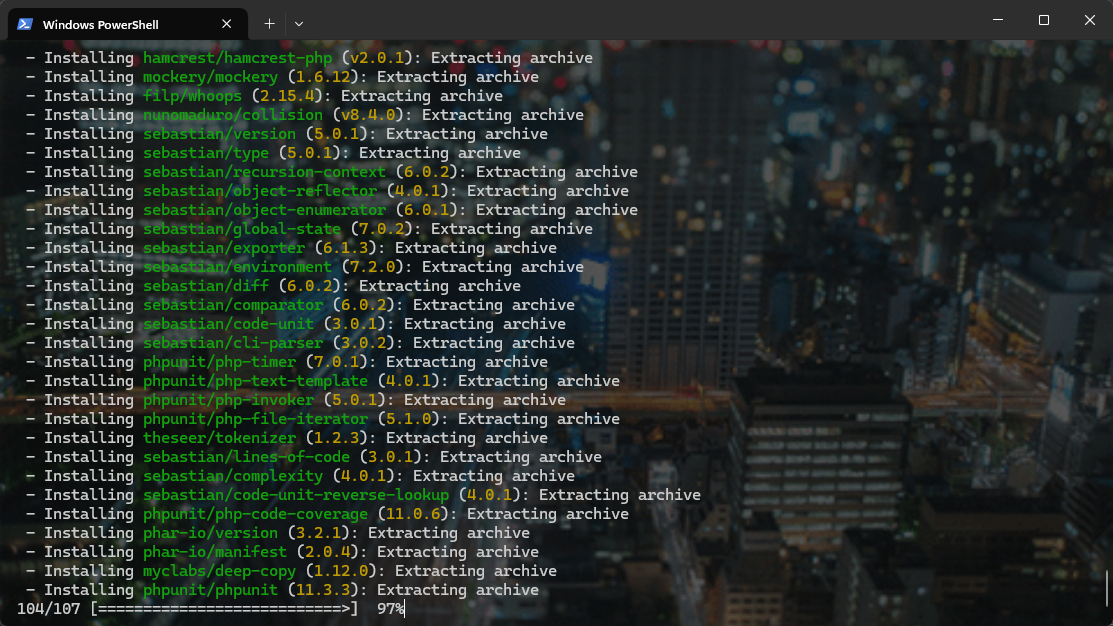 Windows PowerShell
- Installing hamcrest/hamcrest-php (v2.0.1): Extracting archive
- Installing mockery/mockery (1.6.12): Extracting archive
- Installing filp/whoops (2.15.4): Extracting archive
- Installing nunomaduro/collision (v8.4.0): Extracting archive
- Installing sebastian/version (5.0.1): Extracting archive
- Installing sebastian/type (5.0.1): Extracting archive
- Installing sebastian/recursion-context (6.0.2): Extracting archive
- Installing sebastian/object-reflector (4.0.1): Extracting archive
- Installing sebastian/object-enumerator (6.0.1): Extracting archive
- Installing sebastian/global-state (7.0.2): Extracting archive
- Installing sebastian/exporter (6.1.3): Extracting archive
- Installing sebastian/environment (7.2.0): Extracting archive
- Installing sebastian/diff (6.0.2): Extracting archive
- Installing sebastian/comparator (6.0.2): Extracting archive
- Installing sebastian/code-unit (3.0.1): Extracting archive
- Installing sebastian/cli-parser (3.0.2): Extracting archive
- Installing phpunit/php-timer (7.0.1): Extracting archive
- Installing phpunit/php-text-template (4.0.1): Extracting archive
- Installing phpunit/php-invoker (5.0.1): Extracting archive
- Installing phpunit/php-file-iterator (5.1.0): Extracting archive
- Installing theseer/tokenizer (1.2.3): Extracting archive
- Installing sebastian/lines-of-code (3.0.1): Extracting archive
- Installing sebastian/complexity (4.0.1): Extracting archive
- Installing sebastian/code-unit-reverse-lookup (4.0.1): Extracting archive
- Installing phpunit/php-code-coverage (11.0.6): Extracting archive
- Installing phar-io/version (3.2.1): Extracting archive
- Installing phar-io/manifest (2.0.4): Extracting archive
- Installing myclabs/deep-copy (1.12.0): Extracting archive
- Installing phpunit/phpunit (11.3.3): Extracting archive
104/107 [===========================>] 97%